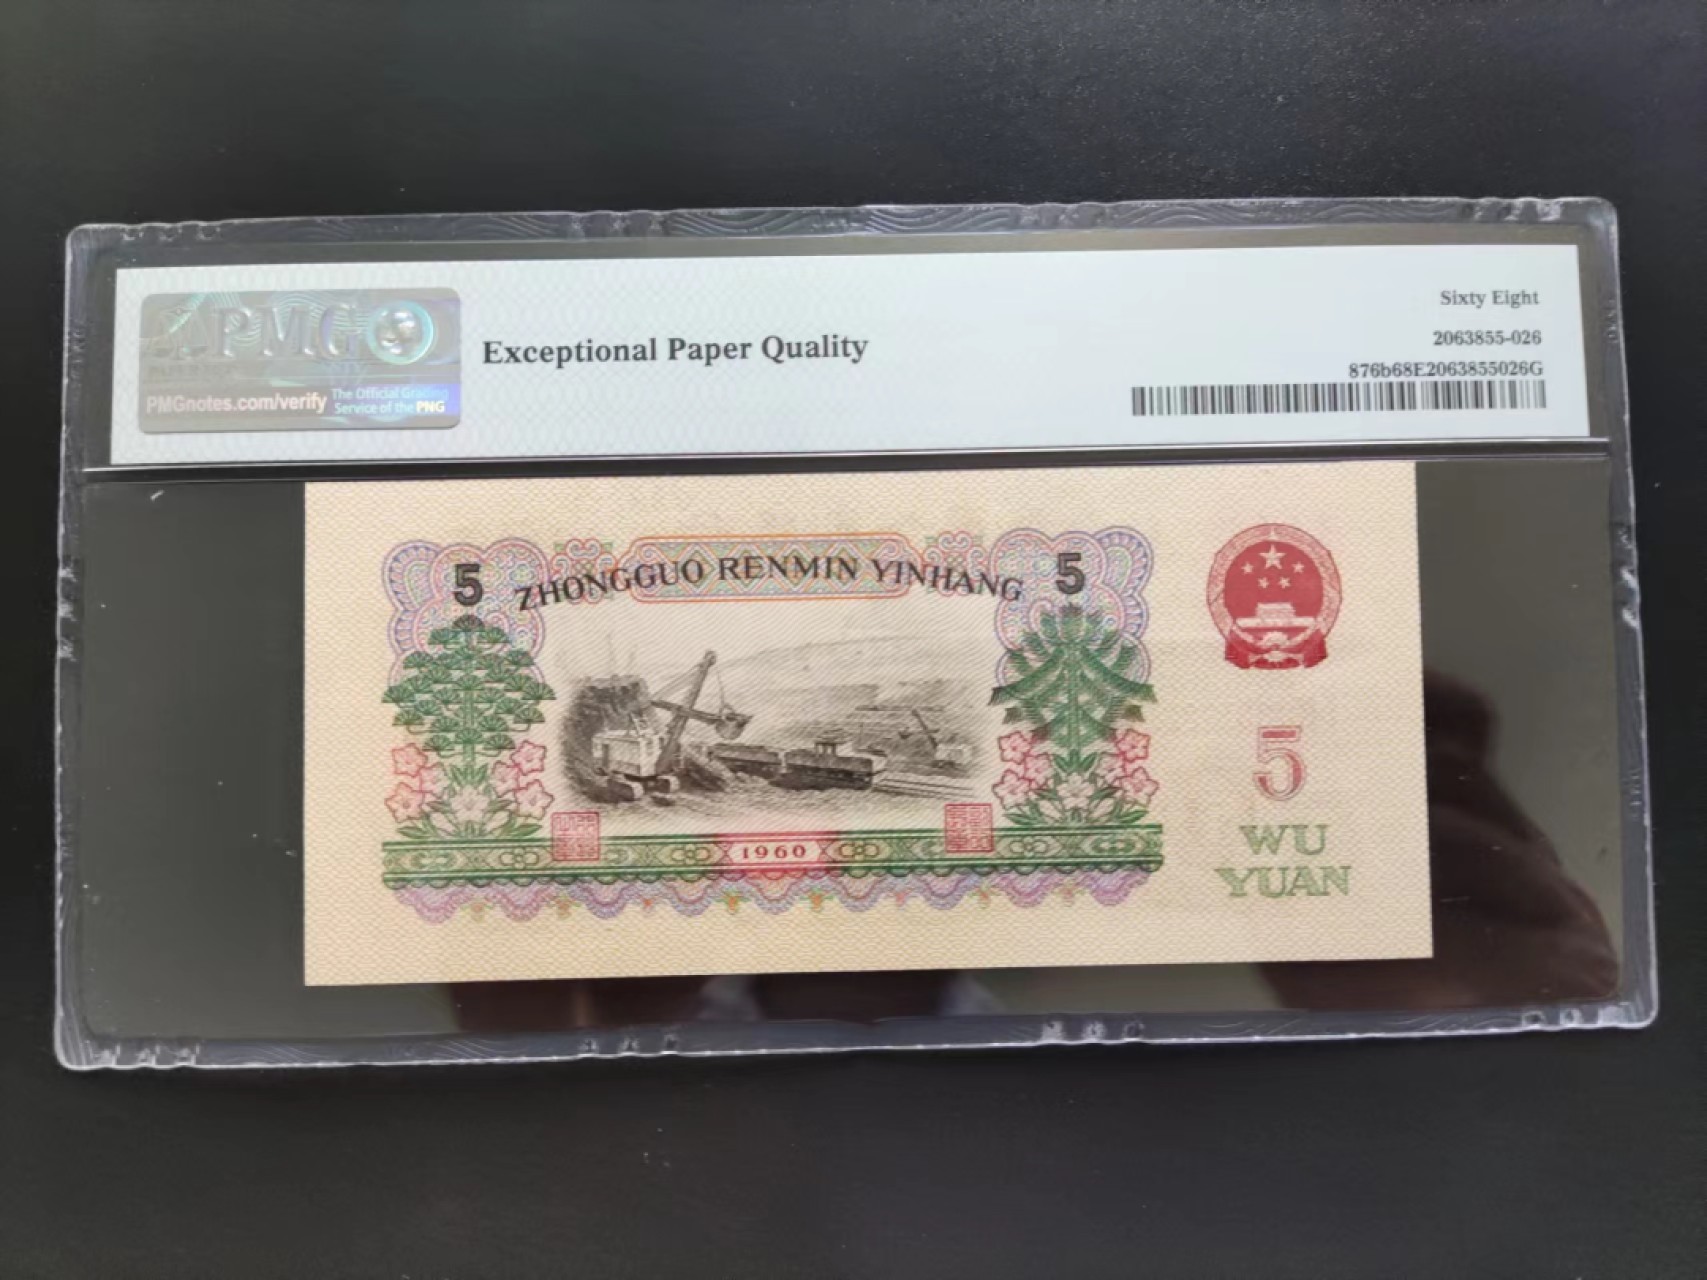 PMG
PMGnotes.com/verify
The Official Grading
Service of the PNG
Exceptional Paper Quality
Sixty Eight
2063855-026
876b68E2063855026G
5 ZHONGGUO RENMIN YINHANG 5
1960
5
WU
YUAN